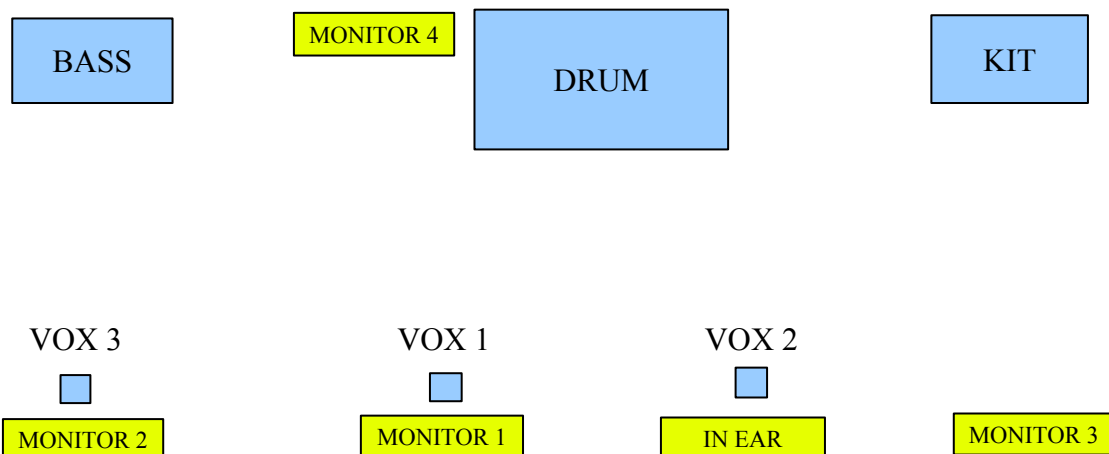 MONITOR 4
BASS
DRUM
KIT
VOX 3
VOX 1
VOX 2
MONITOR 2
MONITOR 1
IN EAR
MONITOR 3